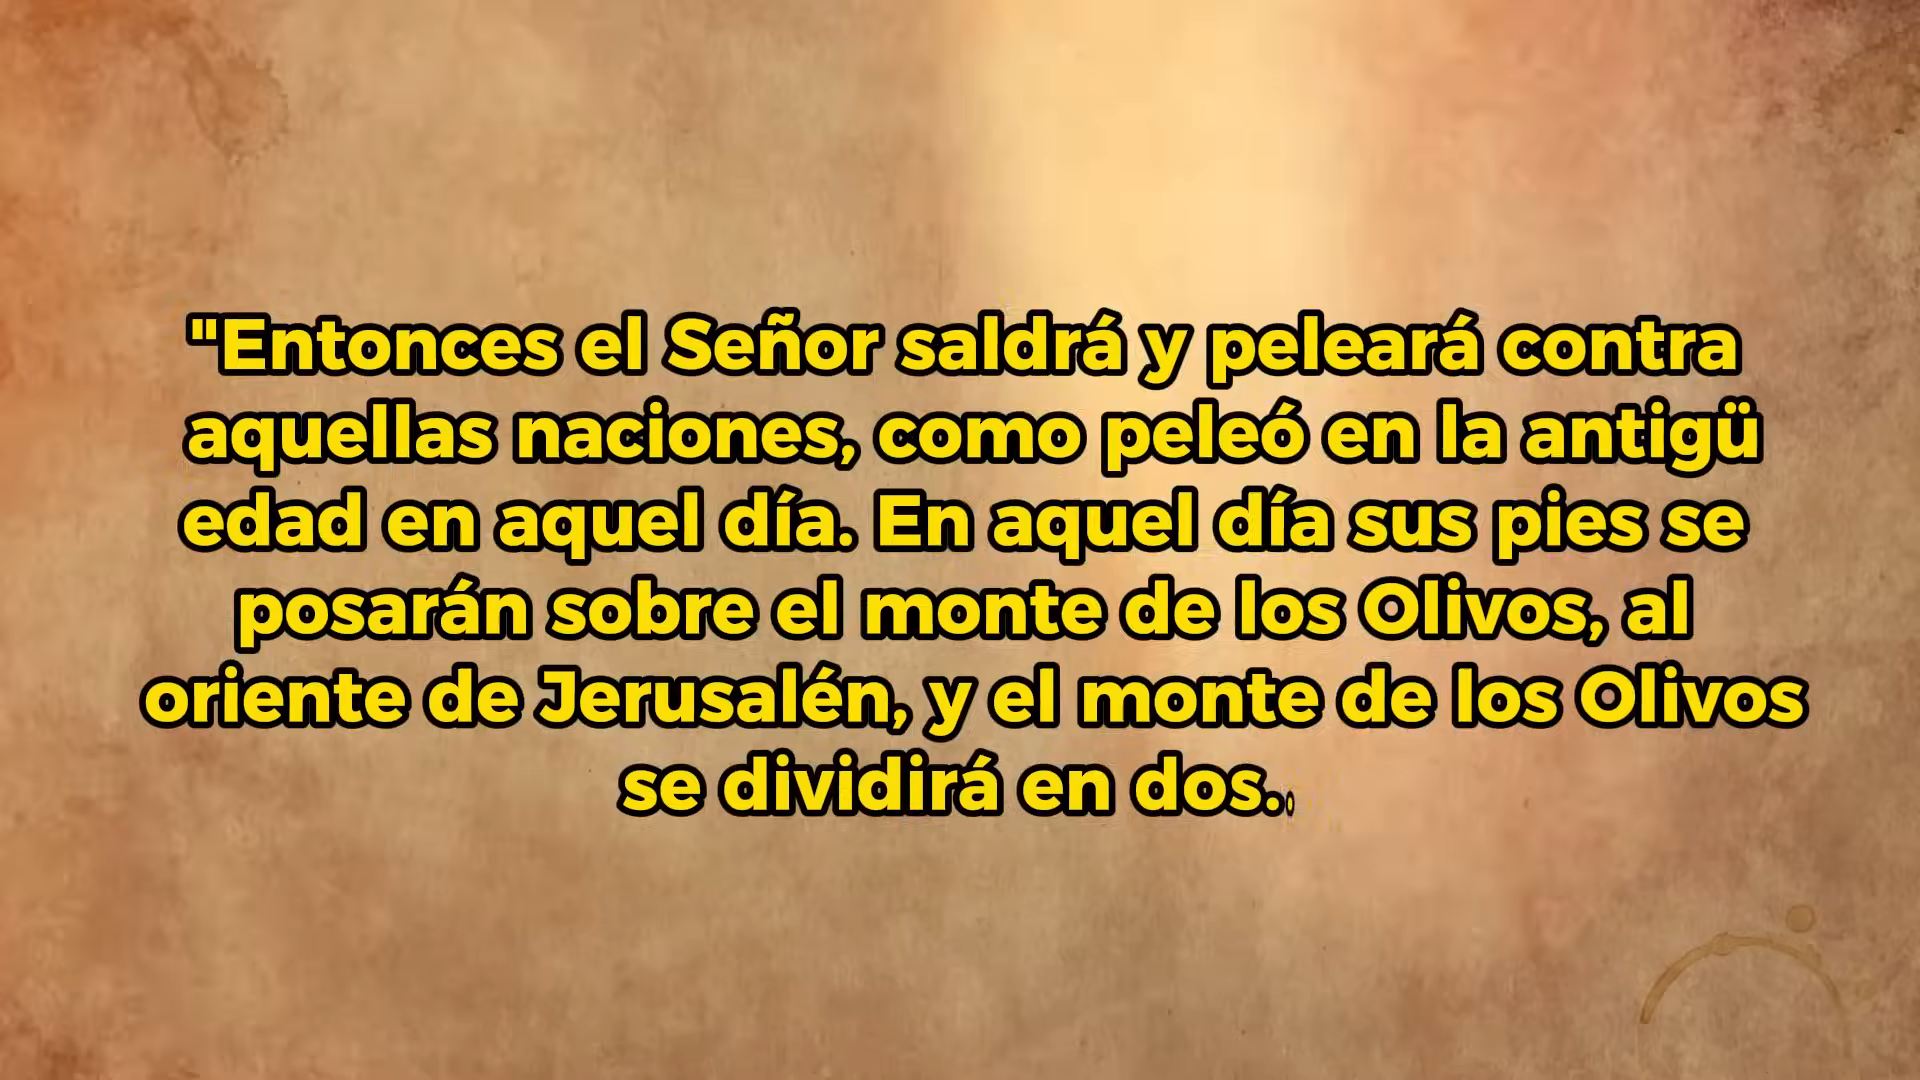 "Entonces el Señor saldrá y peleará contra
aquellas naciones, como peleó en la antigü
edad en aquel día. En aquel día sus pies se
posarán sobre el monte de los Olivos, al
oriente de Jerusalén, y el monte de los Olivos
se dividirá en dos..